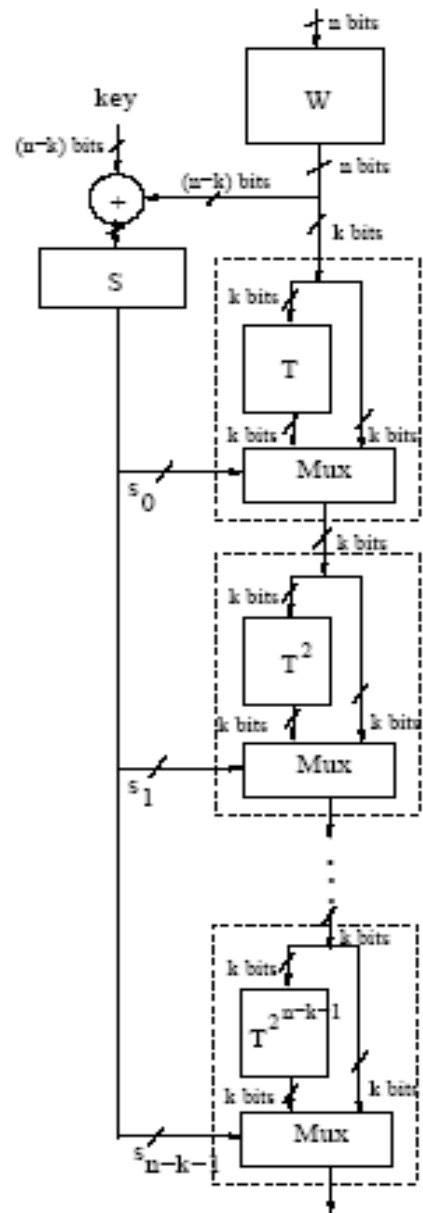 n bits
W
key
(n−k) bits
(n−k) bits
n bits
+
k bits
S
k bits
T
k bits
k bits
Mux
s0
k bits
k bits
T2
k bits
k bits
Mux
s1
k bits
k bits
T2n−k−1
k bits
k bits
Mux
sn−k−1